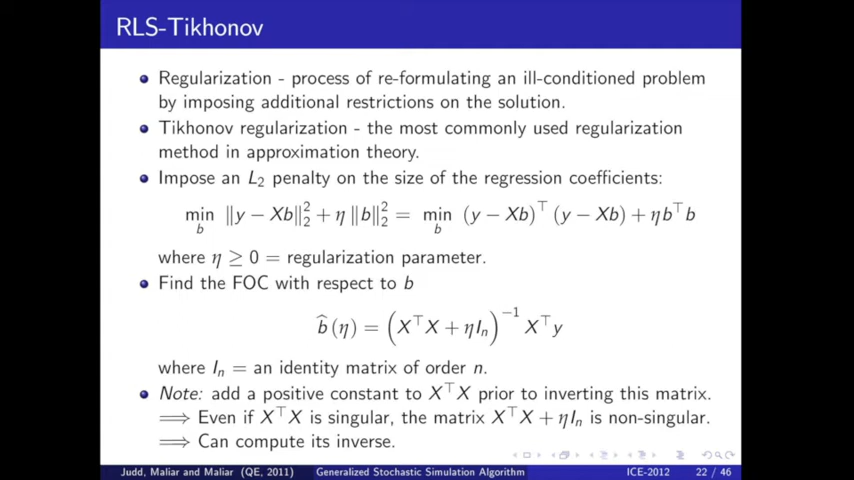 RLS-Tikhonov
Regularization - process of re-formulating an ill-conditioned problem
by imposing additional restrictions on the solution.
Tikhonov regularization - the most commonly used regularization
method in approximation theory.
Impose an L₂ penalty on the size of the regression coefficients:
min_b ‖y − Xb‖₂² + η ‖b‖₂² = min_b (y − Xb)^⊤ (y − Xb) + ηb^⊤b
where η ≥ 0 = regularization parameter.
Find the FOC with respect to b
b̂ (η) = (X^⊤X + ηI_n)^−1 X^⊤y
where I_n = an identity matrix of order n.
Note: add a positive constant to X^⊤X prior to inverting this matrix.
⟹ Even if X^⊤X is singular, the matrix X^⊤X + ηI_n is non-singular.
⟹ Can compute its inverse.
Judd, Maliar and Maliar (QE, 2011) Generalized Stochastic Simulation Algorithm ICE-2012 22 / 46